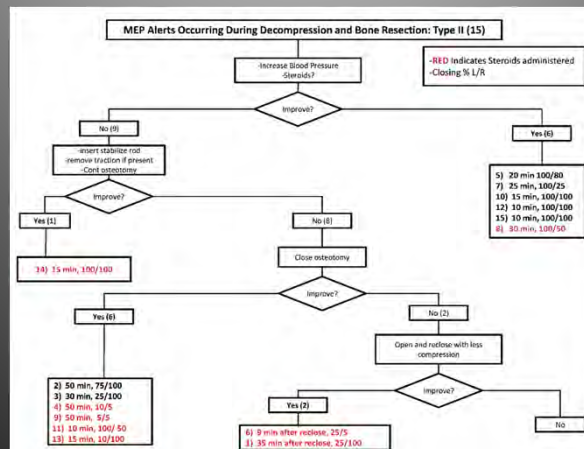 MEP Alerts Occurring During Decompression and Bone Resection: Type II (15)
-Increase Blood Pressure
-Steroids?
-RED Indicates Steroids administered
-Closing % L/R
Improve?
No (9)
Yes (6)
-Insert stabilize rod
-remove traction if present
-Cont osteotomy
5) 20 min 100/80
7) 25 min, 100/25
10) 15 min, 100/100
12) 10 min, 100/100
15) 10 min, 100/100
8) 30 min, 100/50
Improve?
Yes (1)
No (8)
14) 15 min, 100/100
Close osteotomy
Improve?
Yes (6)
No (2)
Open and reclose with less
compression
2) 50 min, 75/100
3) 30 min, 25/100
4) 50 min, 10/5
9) 50 min, 5/5
11) 10 min, 100/ 50
13) 15 min, 10/100
Improve?
Yes (2)
No
6) 9 min after reclose, 25/5
1) 35 min after reclose, 25/100